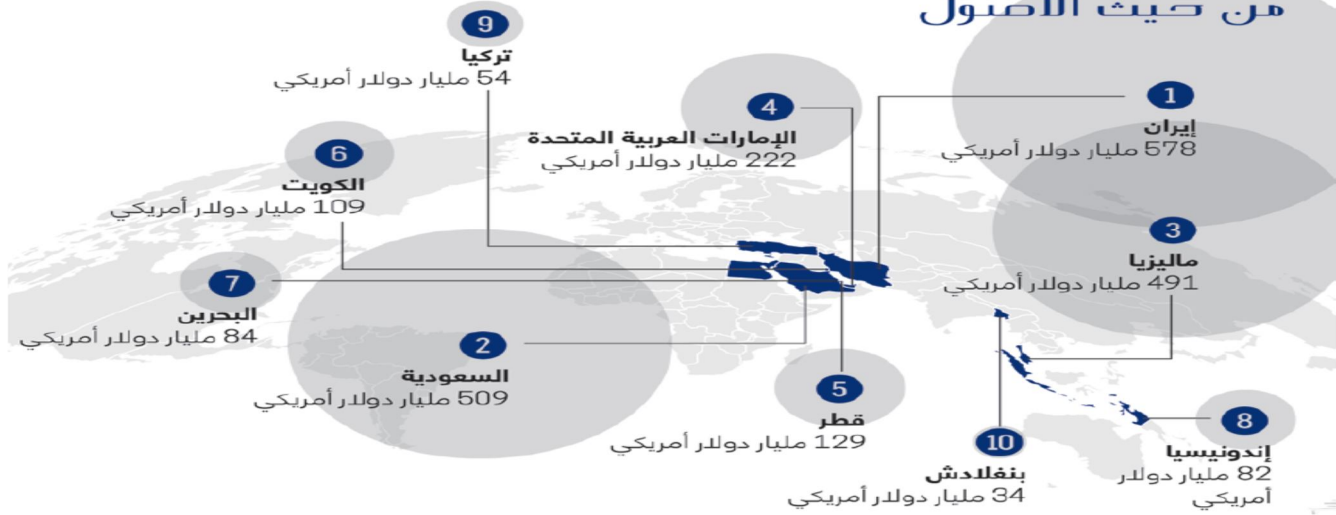 من حيث الأصول
1
إيران
578 مليار دولار أمريكي
2
السعودية
509 مليار دولار أمريكي
3
ماليزيا
491 مليار دولار أمريكي
4
الإمارات العربية المتحدة
222 مليار دولار أمريكي
5
قطر
129 مليار دولار أمريكي
6
الكويت
109 مليار دولار أمريكي
7
البحرين
84 مليار دولار أمريكي
8
إندونيسيا
82 مليار دولار
أمريكي
9
تركيا
54 مليار دولار أمريكي
10
بنغلادش
34 مليار دولار أمريكي